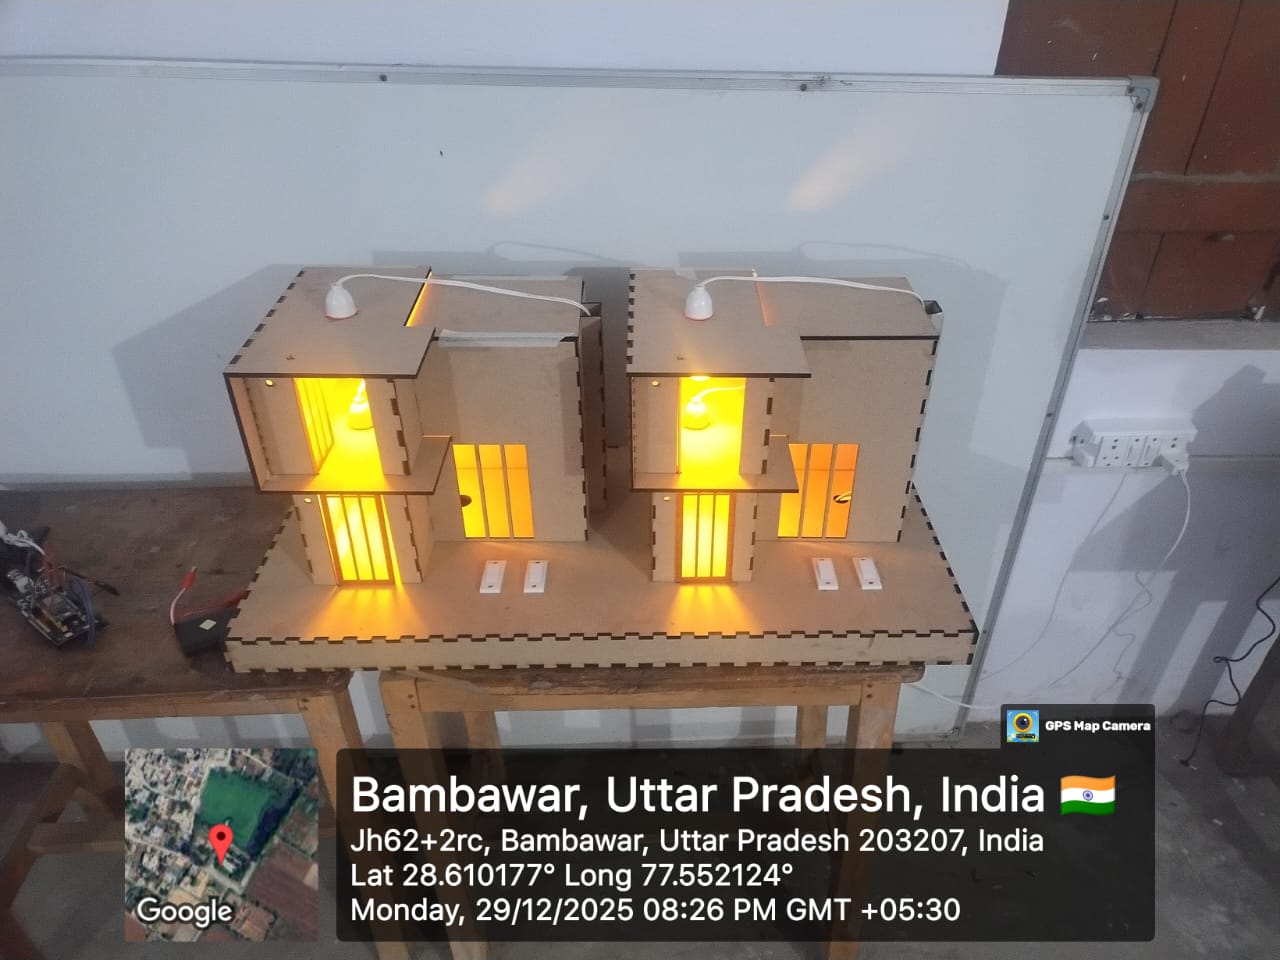 GPS Map Camera
Bambawar, Uttar Pradesh, India 🇮🇳
Jh62+2rc, Bambawar, Uttar Pradesh 203207, India
Lat 28.610177° Long 77.552124°
Monday, 29/12/2025 08:26 PM GMT +05:30
Google